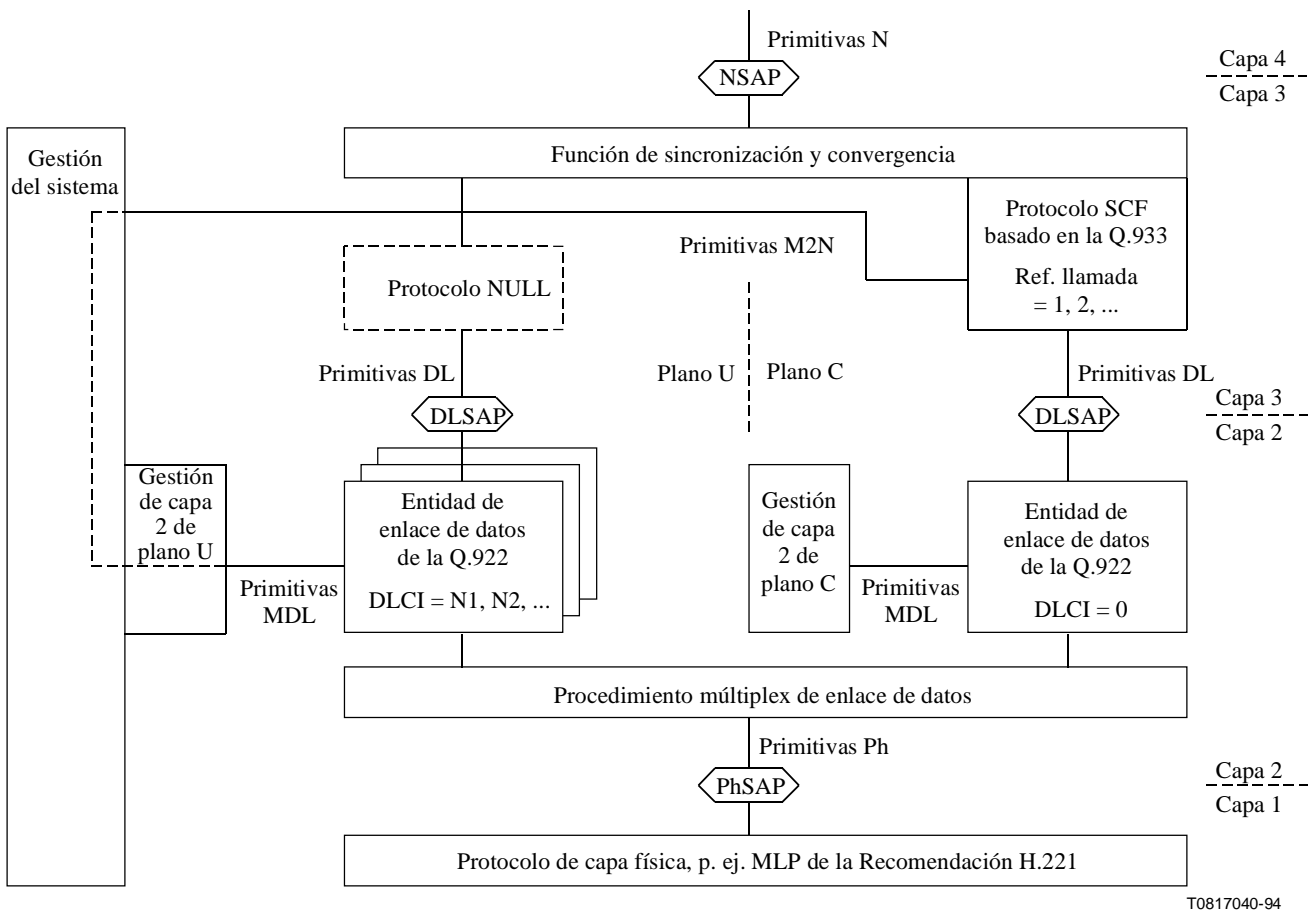 Primitivas N
NSAP
Capa 4
Capa 3
Gestión
del sistema
Función de sincronización y convergencia
Protocolo SCF
basado en la Q.933
Ref. llamada
= 1, 2, ...
Primitivas M2N
Protocolo NULL
Primitivas DL
Plano U
Plano C
Primitivas DL
DLSAP
DLSAP
Capa 3
Capa 2
Gestión
de capa
2 de
plano U
Primitivas
MDL
Entidad de
enlace de datos
de la Q.922
DLCI = N1, N2, ...
Gestión
de capa
2 de
plano C
Primitivas
MDL
Entidad de
enlace de datos
de la Q.922
DLCI = 0
Procedimiento múltiplex de enlace de datos
Primitivas Ph
PhSAP
Capa 2
Capa 1
Protocolo de capa física, p. ej. MLP de la Recomendación H.221
T0817040-94